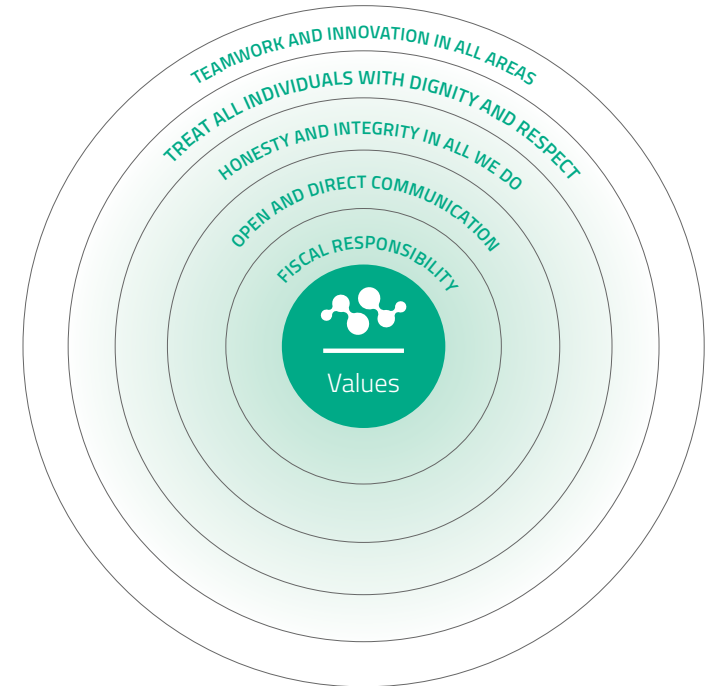 TEAMWORK AND INNOVATION IN ALL AREAS
TREAT ALL INDIVIDUALS WITH DIGNITY AND RESPECT
HONESTY AND INTEGRITY IN ALL WE DO
OPEN AND DIRECT COMMUNICATION
FISCAL RESPONSIBILITY
Values